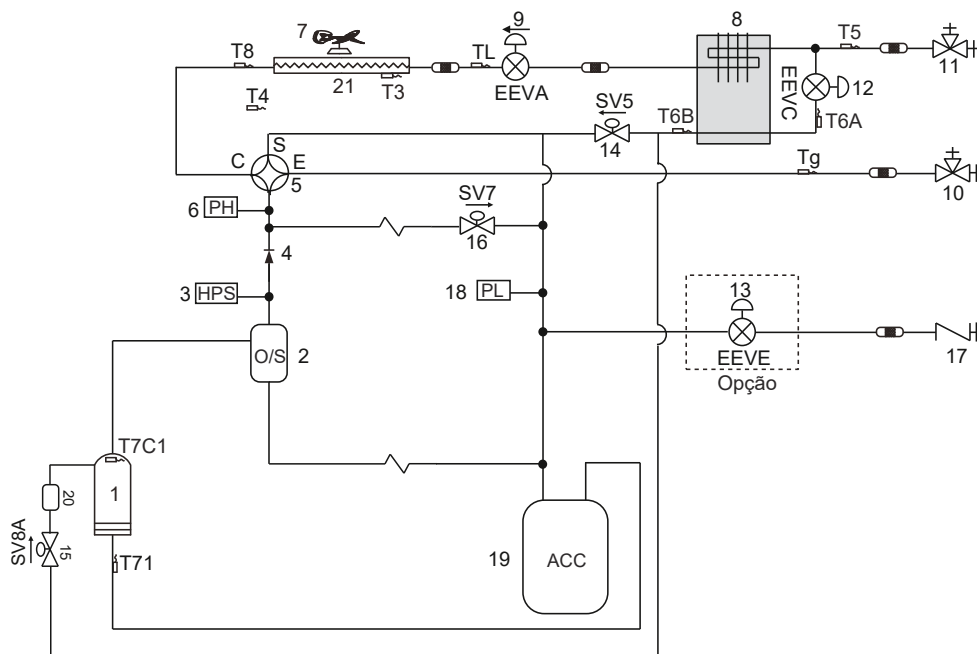 7
9
8
T5
T8
TL
21
T3
EEVA
EEVC
12
11
T4
SV5
T6B
T6A
S
14
C
E
5
Tg
10
6
PH
SV7
4
16
3
HPS
18
PL
13
O/S
2
EEVE
17
Opção
T7C1
1
20
SV8A
15
T71
19
ACC